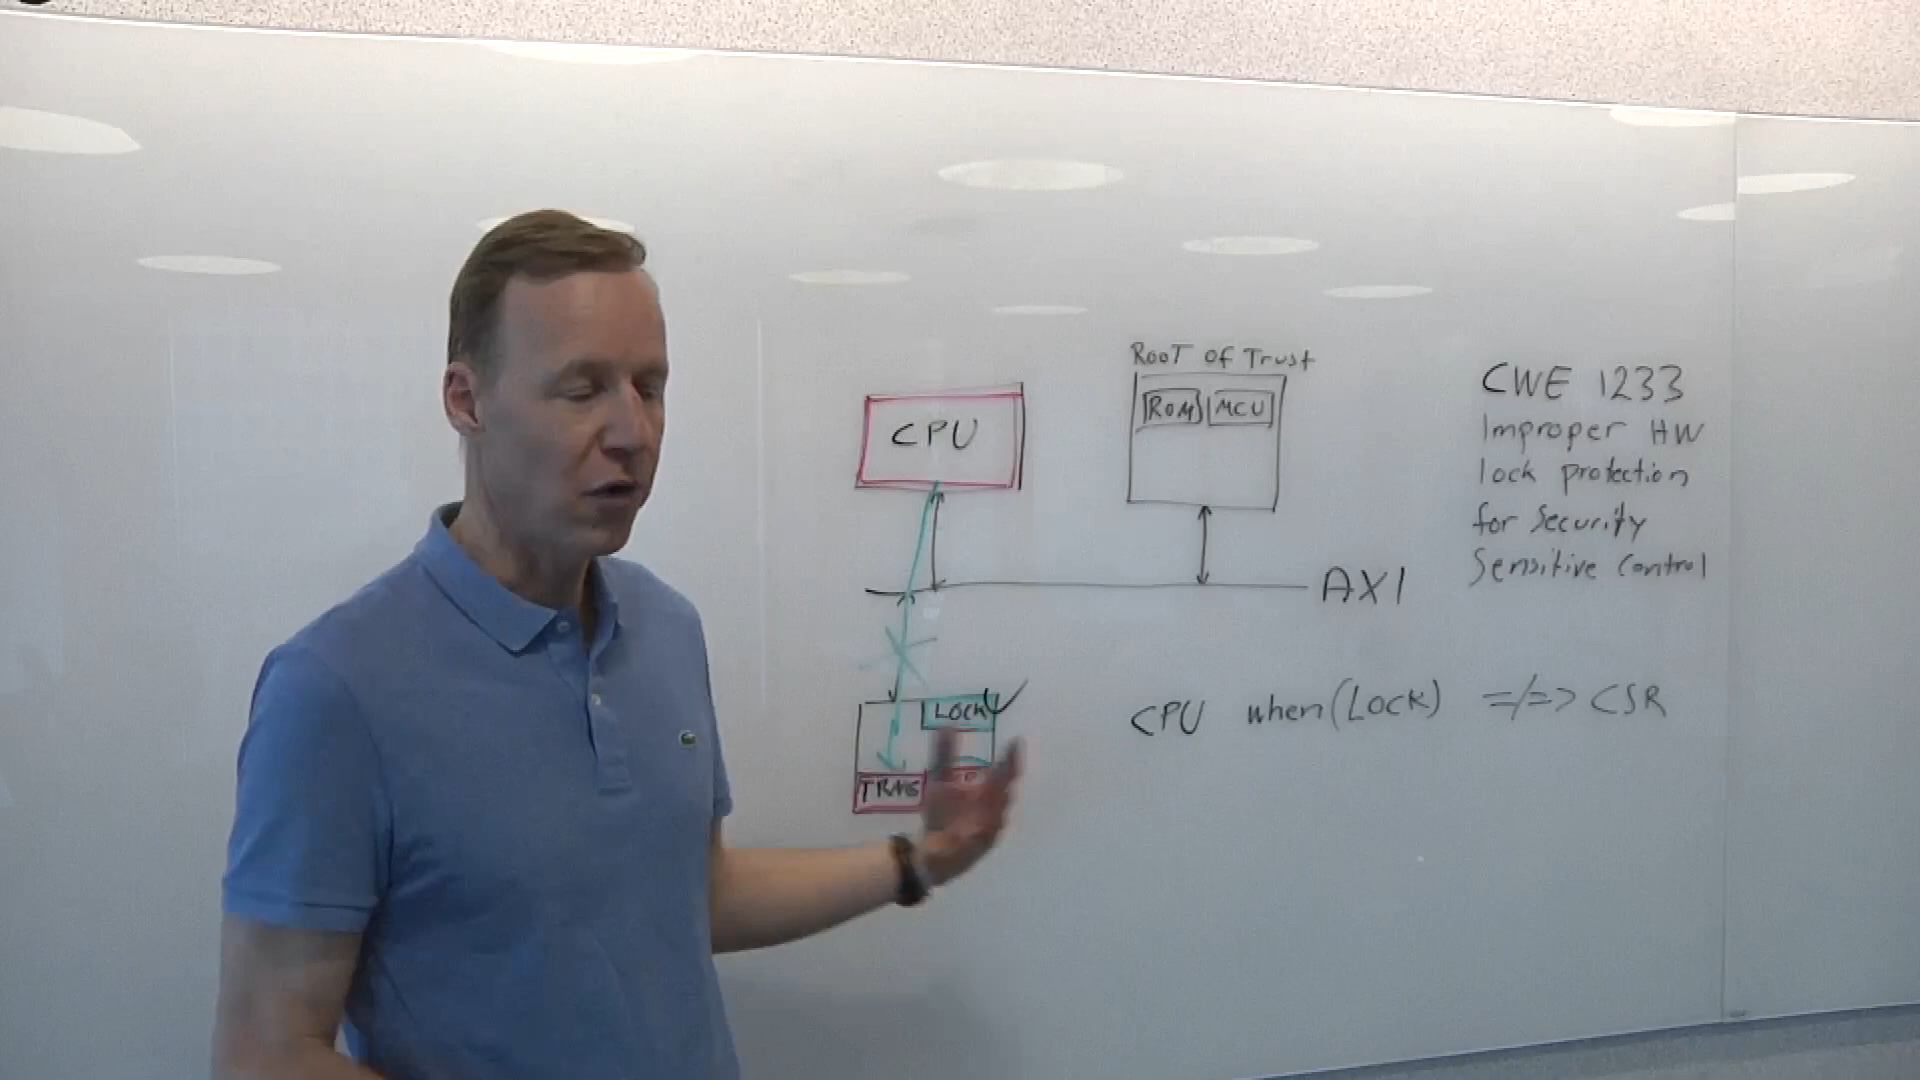 Root of Trust
ROM MCU
CPU
CWE 1233
Improper HW
lock protection
for Security
Sensitive Control
AXI
LOCK
CPU when (LOCK) =/=> CSR
TRNG